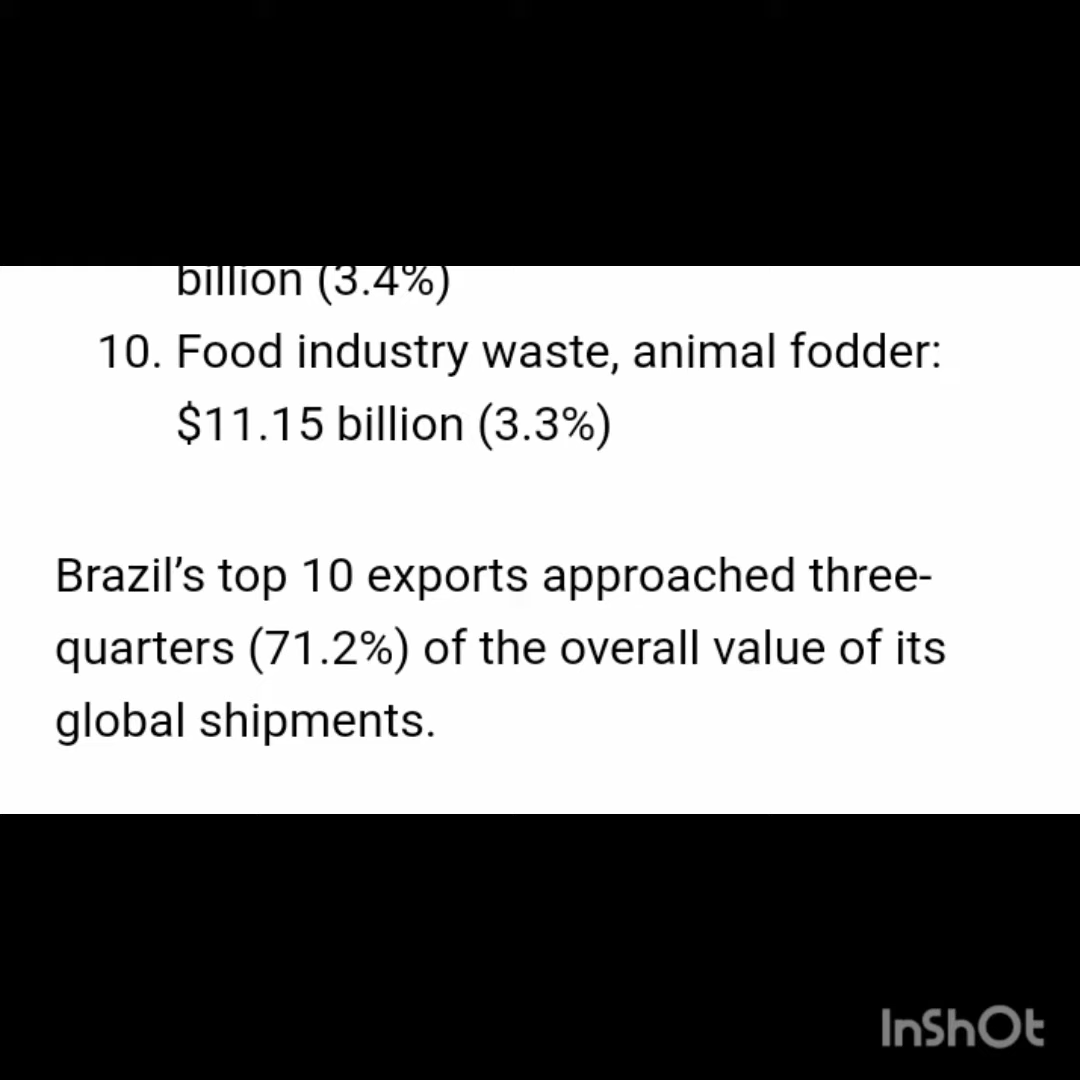 billion (3.4%)
10. Food industry waste, animal fodder:
$11.15 billion (3.3%)
Brazil’s top 10 exports approached three-
quarters (71.2%) of the overall value of its
global shipments.
InShOt